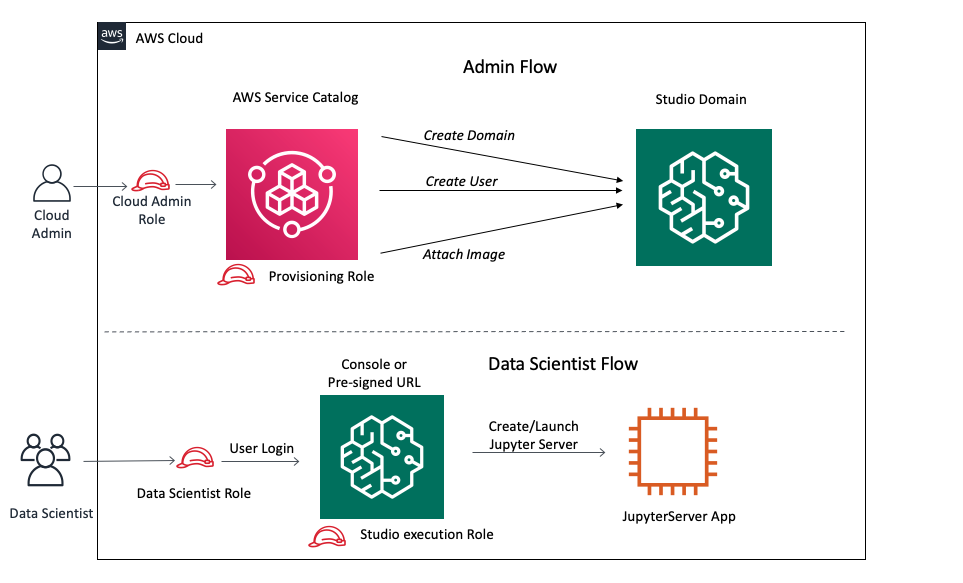 aws
AWS Cloud
Admin Flow
AWS Service Catalog
Studio Domain
Create Domain
Create User
Attach Image
Cloud
Admin
Cloud Admin
Role
Provisioning Role
Data Scientist Flow
Console or
Pre-signed URL
Create/Launch
Jupyter Server
User Login
Data Scientist Role
Data Scientist
JupyterServer App
Studio execution Role